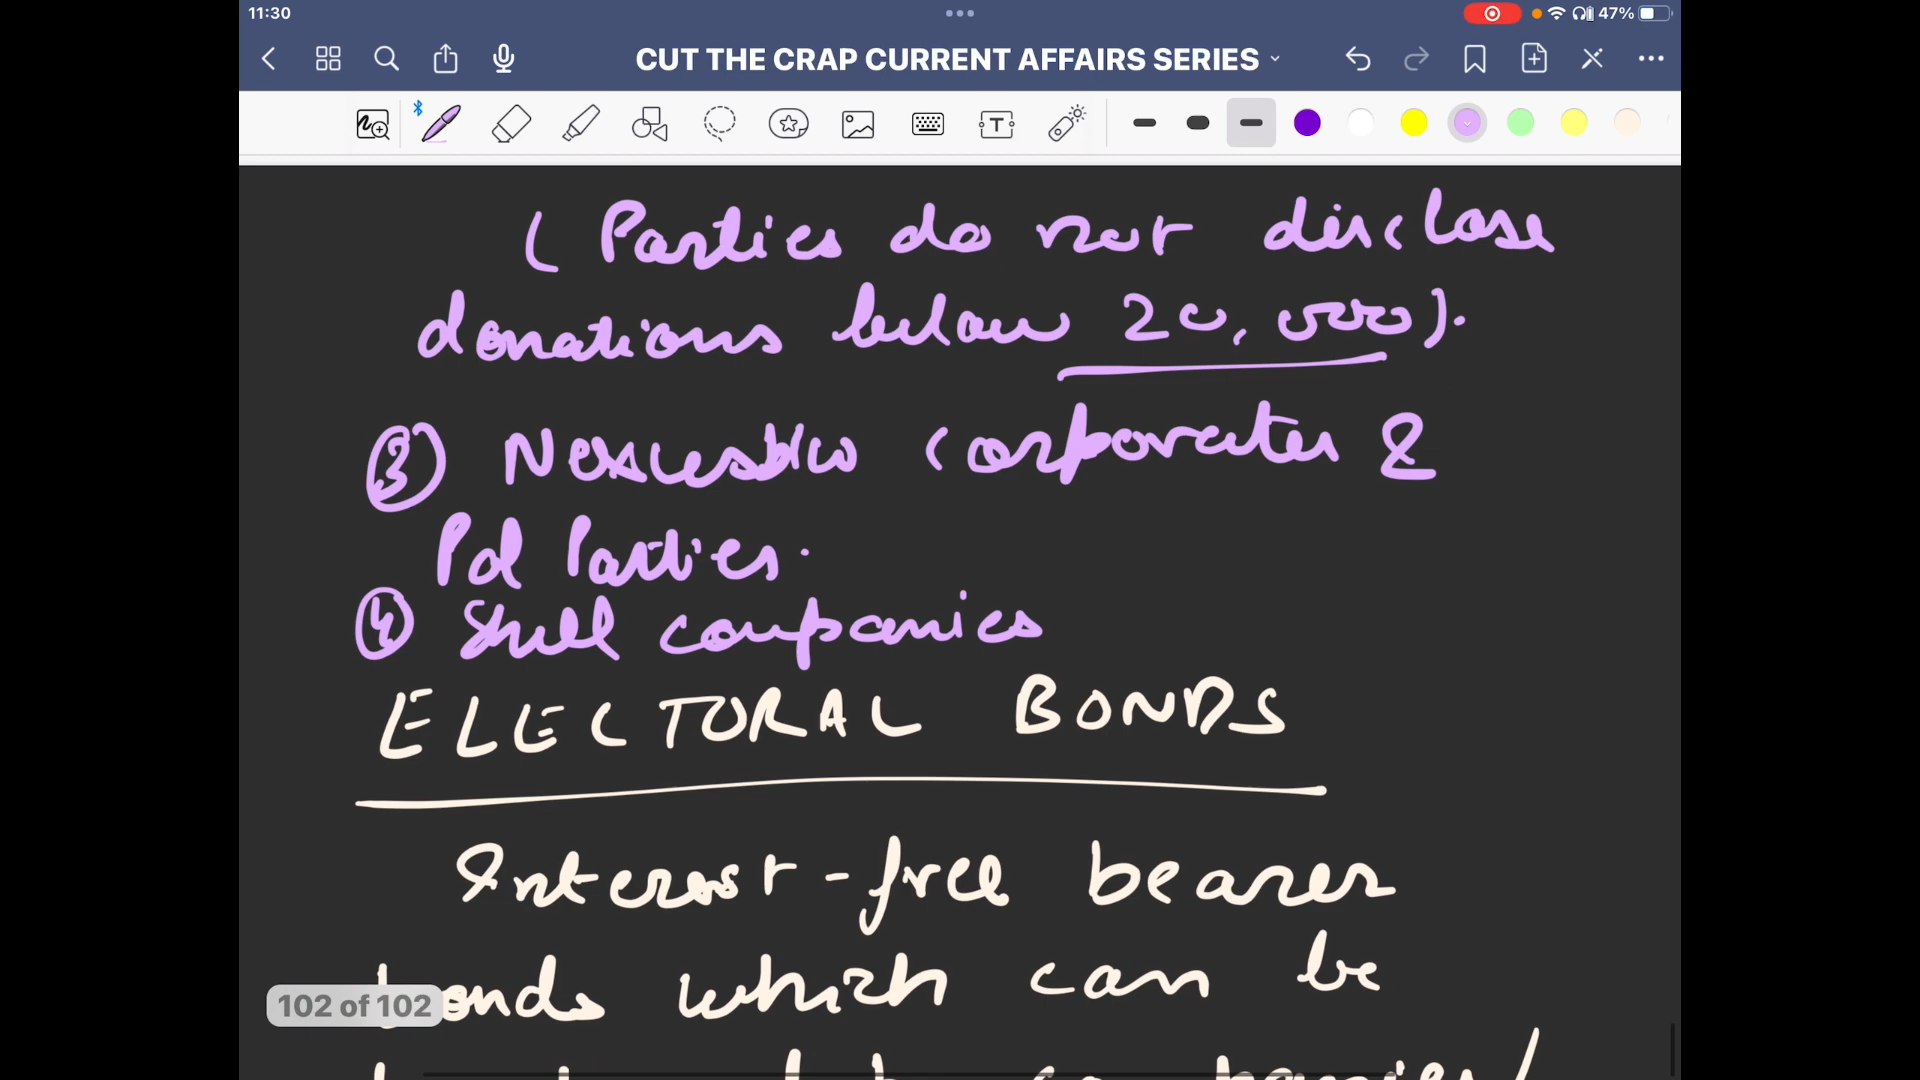 11:30
47%
CUT THE CRAP CURRENT AFFAIRS SERIES
T
(Parties do not disclose
donations below 20,000).
③ Nexus b/w corporates &
Pol Parties.
④ Shell companies
ELECTORAL BONDS
Interest-free bearer
bonds which can be
102 of 102